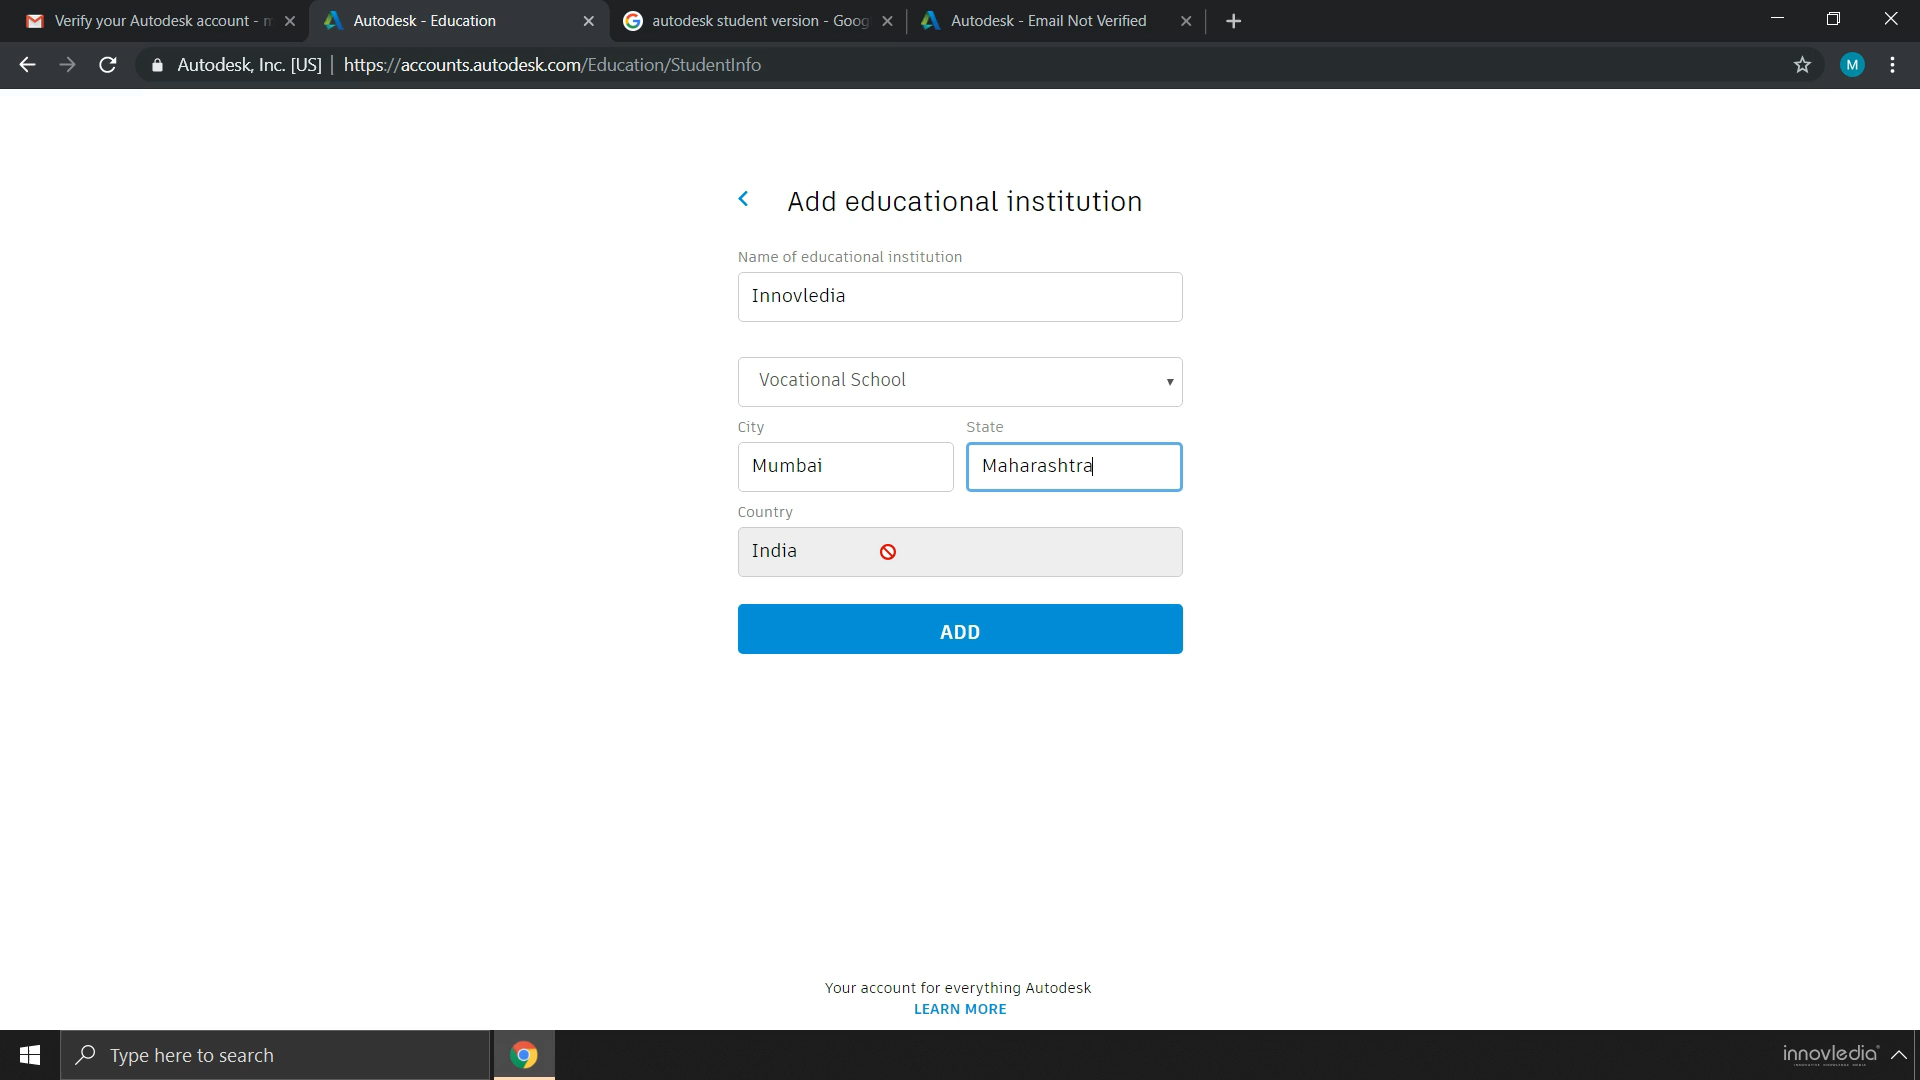 Verify your Autodesk account -
Autodesk - Education
autodesk student version - Goog
Autodesk - Email Not Verified
Autodesk, Inc. [US]
https://accounts.autodesk.com/Education/StudentInfo
M
Add educational institution
Name of educational institution
Innovledia
Vocational School
City
State
Mumbai
Maharashtra
Country
India
ADD
Your account for everything Autodesk
LEARN MORE
Type here to search
innovledia